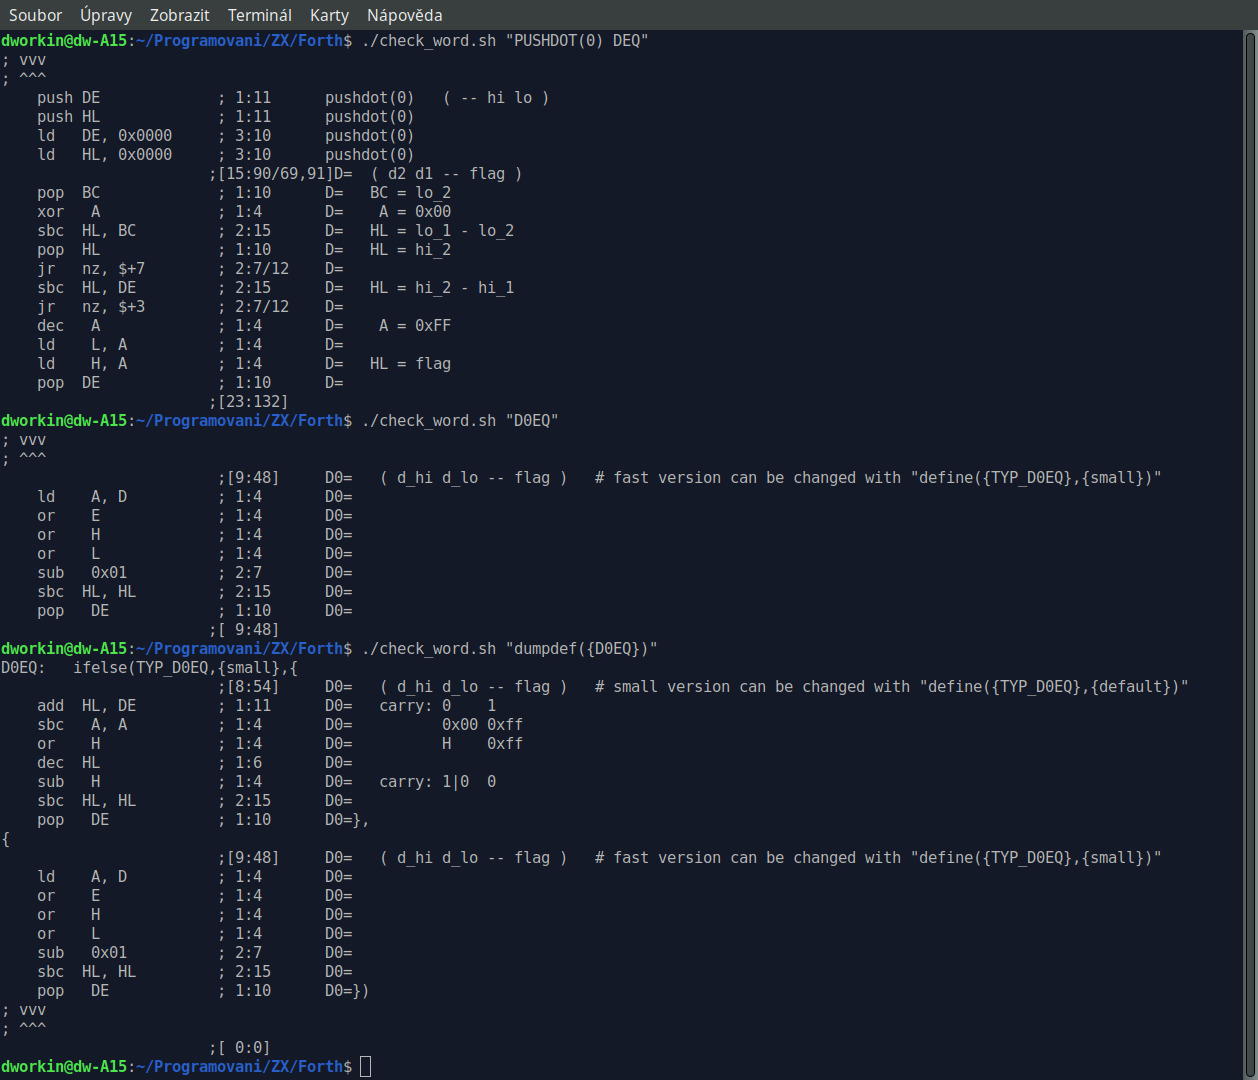 Soubor Úpravy Zobrazit Terminál Karty Nápověda
dworkin@dw-A15:~/Programovani/ZX/Forth$ ./check_word.sh "PUSHDOT(0) DEQ"
; vvv
; ^^^
    push DE             ; 1:11      pushdot(0)   ( -- hi lo )
    push HL             ; 1:11      pushdot(0)
    ld   DE, 0x0000     ; 3:10      pushdot(0)
    ld   HL, 0x0000     ; 3:10      pushdot(0)
                       ;[15:90/69,91]D=  ( d2 d1 -- flag )
    pop  BC             ; 1:10      D=   BC = lo_2
    xor   A             ; 1:4       D=    A = 0x00
    sbc  HL, BC         ; 2:15      D=   HL = lo_1 - lo_2
    pop  HL             ; 1:10      D=   HL = hi_2
    jr   nz, $+7        ; 2:7/12    D=
    sbc  HL, DE         ; 2:15      D=   HL = hi_2 - hi_1
    jr   nz, $+3        ; 2:7/12    D=
    dec   A             ; 1:4       D=    A = 0xFF
    ld    L, A          ; 1:4       D=
    ld    H, A          ; 1:4       D=   HL = flag
    pop  DE             ; 1:10      D=
                       ;[23:132]
dworkin@dw-A15:~/Programovani/ZX/Forth$ ./check_word.sh "D0EQ"
; vvv
; ^^^
                        ;[9:48]     D0=   ( d_hi d_lo -- flag )   # fast version can be changed with "define({TYP_D0EQ},{small})"
    ld    A, D          ; 1:4       D0=
    or    E             ; 1:4       D0=
    or    H             ; 1:4       D0=
    or    L             ; 1:4       D0=
    sub   0x01          ; 2:7       D0=
    sbc  HL, HL         ; 2:15      D0=
    pop   DE            ; 1:10      D0=
                       ;[ 9:48]
dworkin@dw-A15:~/Programovani/ZX/Forth$ ./check_word.sh "dumpdef({D0EQ})"
D0EQ:   ifelse(TYP_D0EQ,{small},{
                        ;[8:54]     D0=   ( d_hi d_lo -- flag )   # small version can be changed with "define({TYP_D0EQ},{default})"
    add  HL, DE         ; 1:11      D0=   carry: 0    1
    sbc   A, A          ; 1:4       D0=          0x00 0xff
    or    H             ; 1:4       D0=          H    0xff
    dec  HL             ; 1:6       D0=
    sub   H             ; 1:4       D0=   carry: 1|0  0
    sbc  HL, HL         ; 2:15      D0=
    pop   DE            ; 1:10      D0=},
{
                        ;[9:48]     D0=   ( d_hi d_lo -- flag )   # fast version can be changed with "define({TYP_D0EQ},{small})"
    ld    A, D          ; 1:4       D0=
    or    E             ; 1:4       D0=
    or    H             ; 1:4       D0=
    or    L             ; 1:4       D0=
    sub   0x01          ; 2:7       D0=
    sbc  HL, HL         ; 2:15      D0=
    pop   DE            ; 1:10      D0=})
; vvv
; ^^^
                       ;[ 0:0]
dworkin@dw-A15:~/Programovani/ZX/Forth$